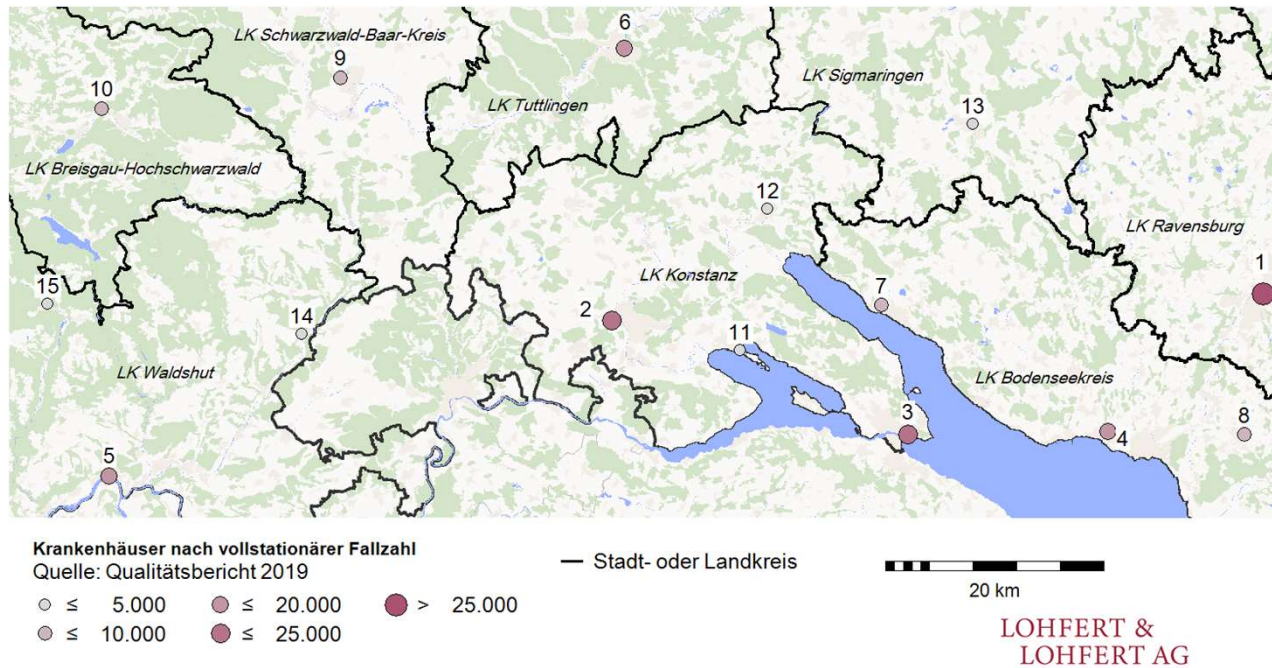 6
LK Schwarzwald-Baar-Kreis
9
LK Sigmaringen
10
LK Tuttlingen
13
LK Breisgau-Hochschwarzwald
12
LK Ravensburg
1
LK Konstanz
15
7
14
2
11
LK Waldshut
LK Bodenseekreis
3
4
8
5
Krankenhäuser nach vollstationärer Fallzahl
Quelle: Qualitätsbericht 2019
Stadt- oder Landkreis
20 km
≤ 5.000 ≤ 20.000 > 25.000
≤ 10.000 ≤ 25.000
LOHFERT &
LOHFERT AG